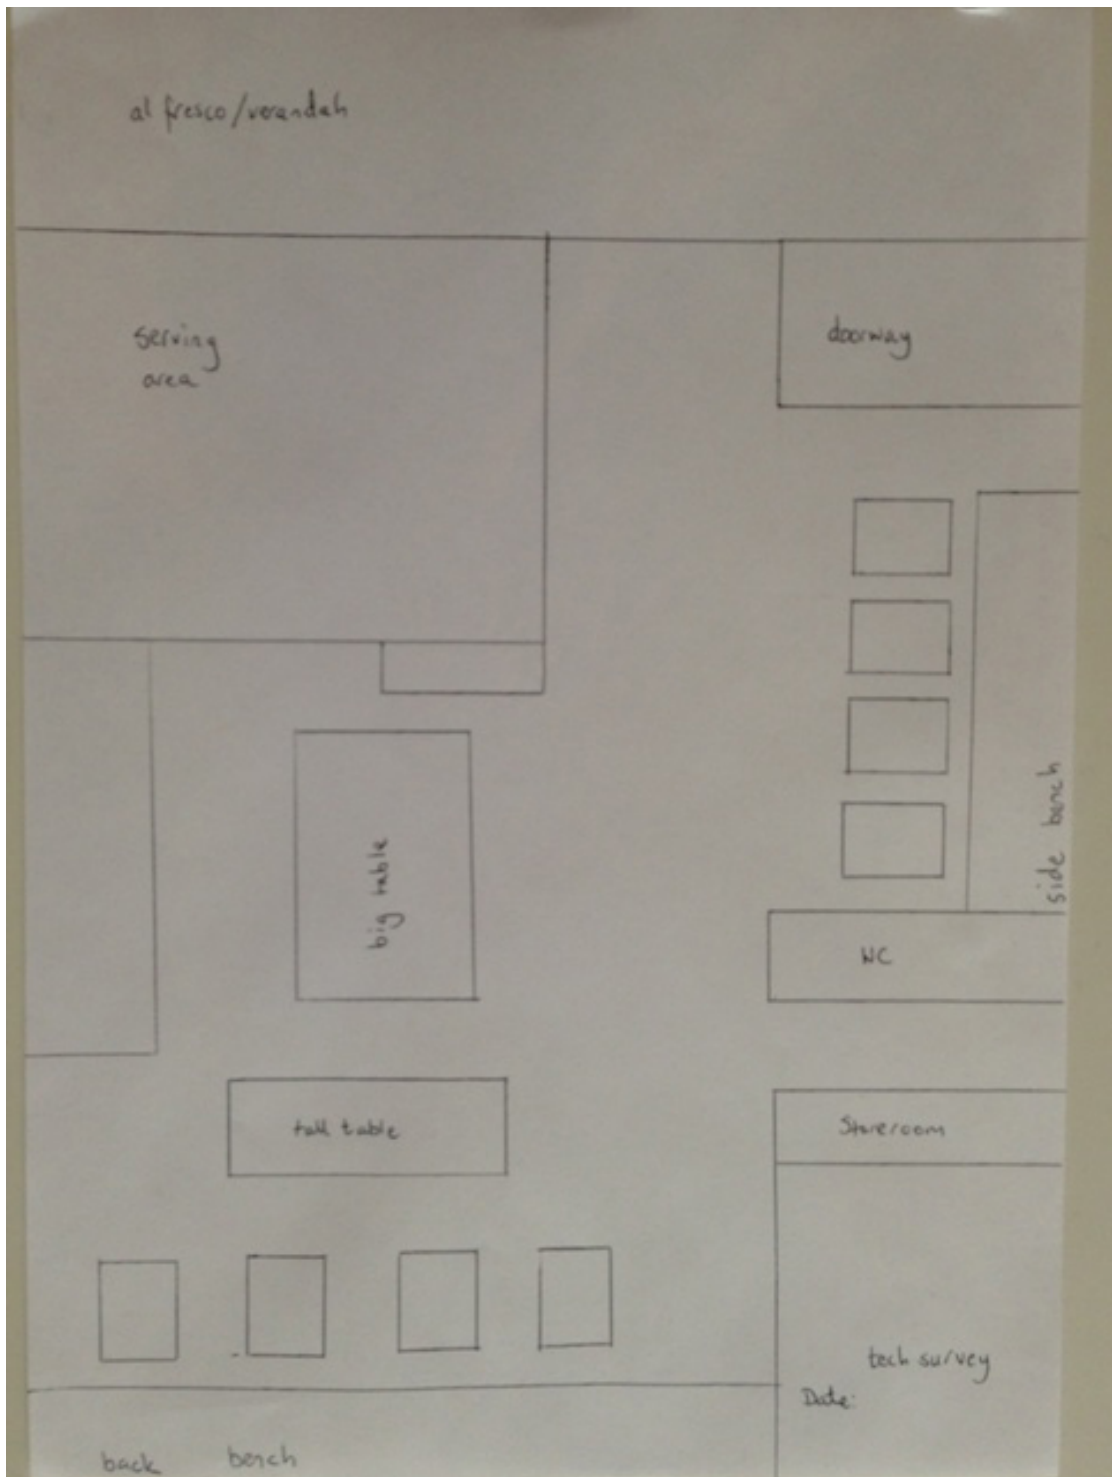 al fresco/verandah
serving
area
doorway
side bench
big table
WC
tall table
Storeroom
tech survey
Date:
back bench